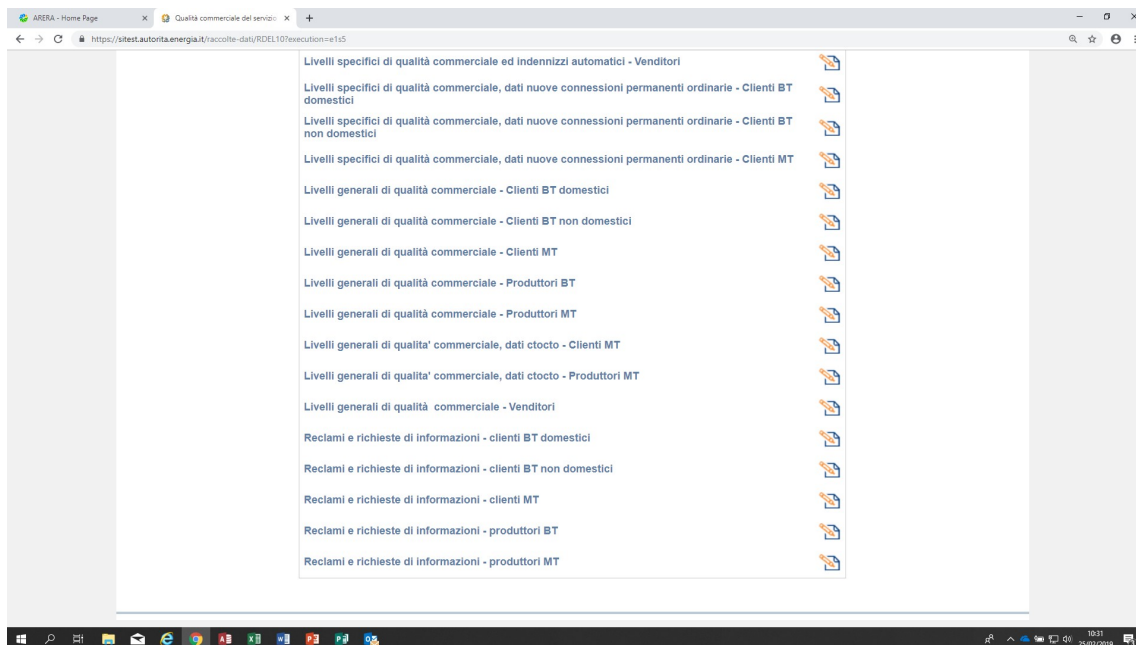 ARERA - Home Page
Qualità commerciale del servizio
https://sitest.autorita.energia.it/raccolte-dati/RDEL10?execution=e1s5
Livelli specifici di qualità commerciale ed indennizzi automatici - Venditori
Livelli specifici di qualità commerciale, dati nuove connessioni permanenti ordinarie - Clienti BT
domestici
Livelli specifici di qualità commerciale, dati nuove connessioni permanenti ordinarie - Clienti BT
non domestici
Livelli specifici di qualità commerciale, dati nuove connessioni permanenti ordinarie - Clienti MT
Livelli generali di qualità commerciale - Clienti BT domestici
Livelli generali di qualità commerciale - Clienti BT non domestici
Livelli generali di qualità commerciale - Clienti MT
Livelli generali di qualità commerciale - Produttori BT
Livelli generali di qualità commerciale - Produttori MT
Livelli generali di qualita' commerciale, dati ctocto - Clienti MT
Livelli generali di qualita' commerciale, dati ctocto - Produttori MT
Livelli generali di qualità commerciale - Venditori
Reclami e richieste di informazioni - clienti BT domestici
Reclami e richieste di informazioni - clienti BT non domestici
Reclami e richieste di informazioni - clienti MT
Reclami e richieste di informazioni - produttori BT
Reclami e richieste di informazioni - produttori MT
10:31
25/02/2019